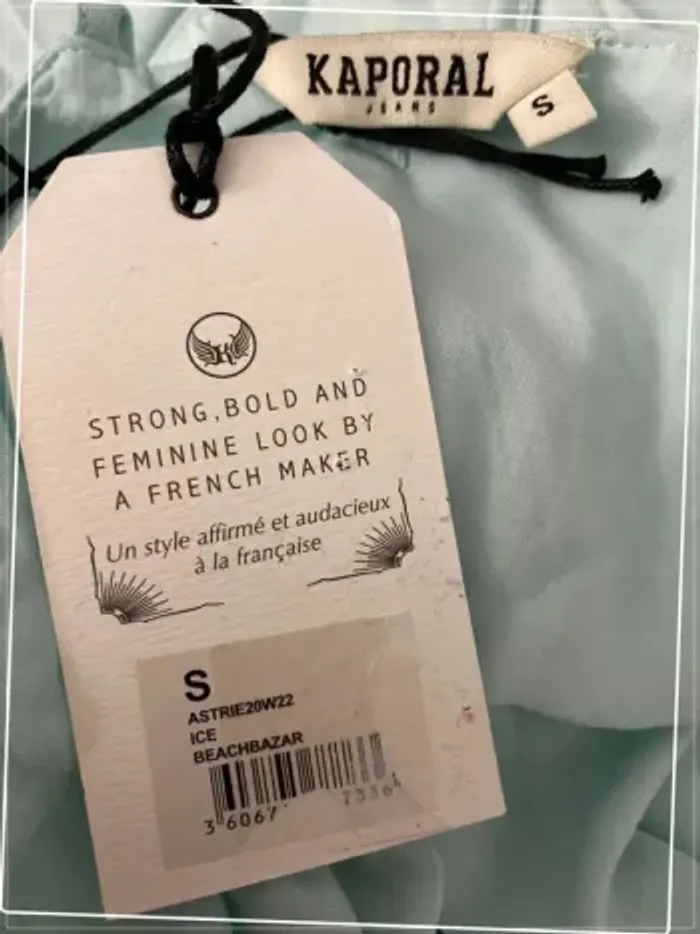 KAPORAL
JEANS
S
STRONG, BOLD AND
FEMININE LOOK BY
A FRENCH MAKER
Un style affirmé et audacieux
à la française
S
ASTRIE20W22
ICE
BEACHBAZAR
3 6067